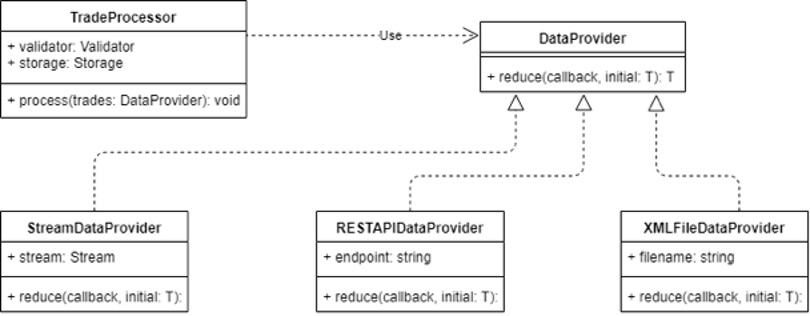 TradeProcessor
+ validator: Validator
+ storage: Storage
+ process(trades: DataProvider): void
Use
DataProvider
+ reduce(callback, initial: T): T
StreamDataProvider
+ stream: Stream
+ reduce(callback, initial: T):
RESTAPIDataProvider
+ endpoint: string
+ reduce(callback, initial: T):
XMLFileDataProvider
+ filename: string
+ reduce(callback, initial: T):